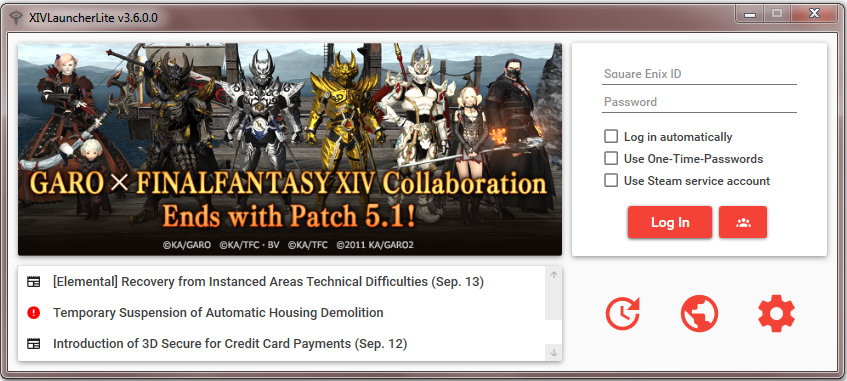 XIVLauncherLite v3.6.0.0
GARO × FINALFANTASY XIV Collaboration
Ends with Patch 5.1!
©KA/GARO ©KA/TFC・BV ©KA/TFC ©2011 KA/GARO2
Square Enix ID
Password
Log in automatically
Use One-Time-Passwords
Use Steam service account
Log In
[Elemental] Recovery from Instanced Areas Technical Difficulties (Sep. 13)
Temporary Suspension of Automatic Housing Demolition
Introduction of 3D Secure for Credit Card Payments (Sep. 12)